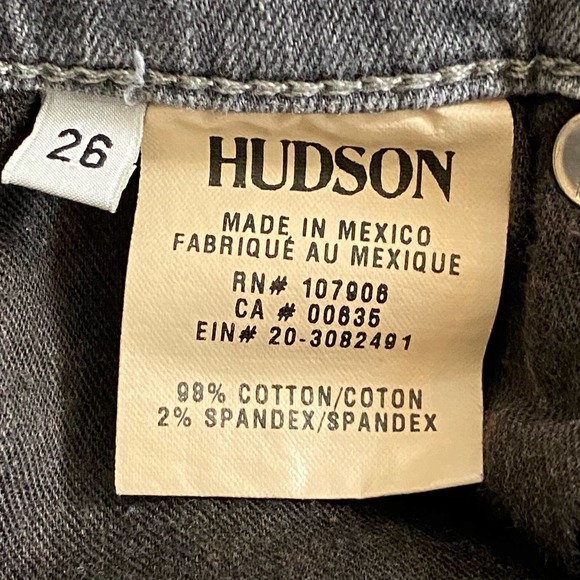 26
HUDSON
MADE IN MEXICO
FABRIQUÉ AU MEXIQUE
RN# 107906
CA # 00635
EIN# 20-3082491
98% COTTON/COTON
2% SPANDEX/SPANDEX